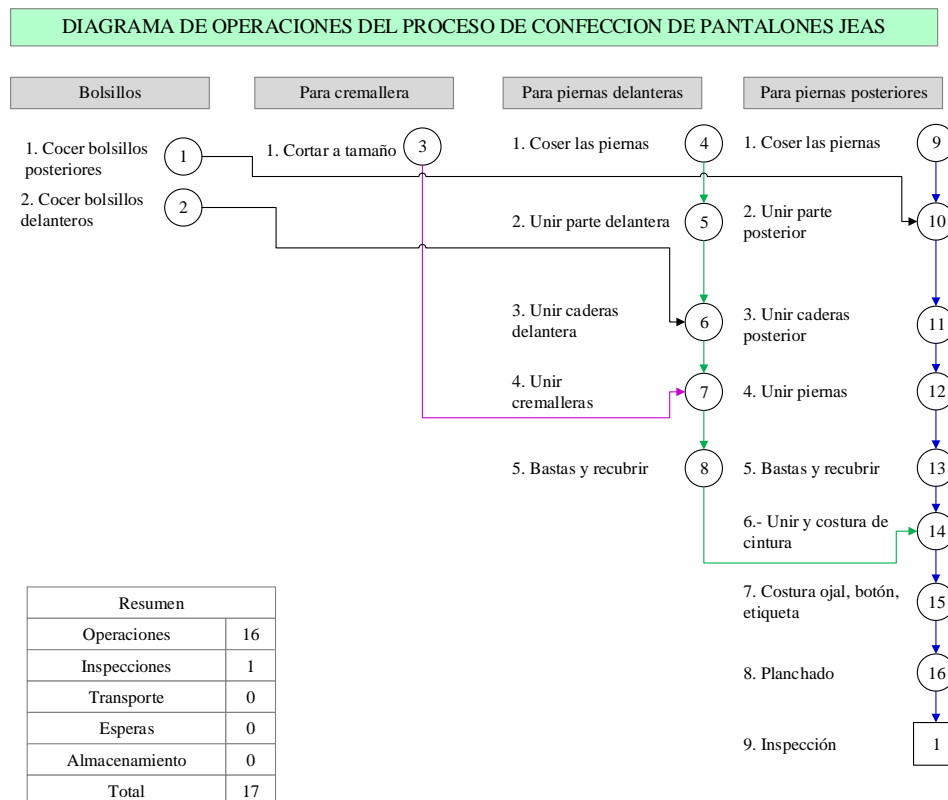 DIAGRAMA DE OPERACIONES DEL PROCESO DE CONFECCION DE PANTALONES JEAS
Bolsillos
Para cremallera
Para piernas delanteras
Para piernas posteriores
1. Cocer bolsillos
posteriores
1
2. Cocer bolsillos
delanteros
2
1. Cortar a tamaño
3
1. Coser las piernas
4
2. Unir parte delantera
5
3. Unir caderas
delantera
6
4. Unir
cremalleras
7
5. Bastas y recubrir
8
1. Coser las piernas
9
2. Unir parte
posterior
10
3. Unir caderas
posterior
11
4. Unir piernas
12
5. Bastas y recubrir
13
6.- Unir y costura de
cintura
14
7. Costura ojal, botón,
etiqueta
15
8. Planchado
16
9. Inspección
1
Resumen
Operaciones 16
Inspecciones 1
Transporte 0
Esperas 0
Almacenamiento 0
Total 17